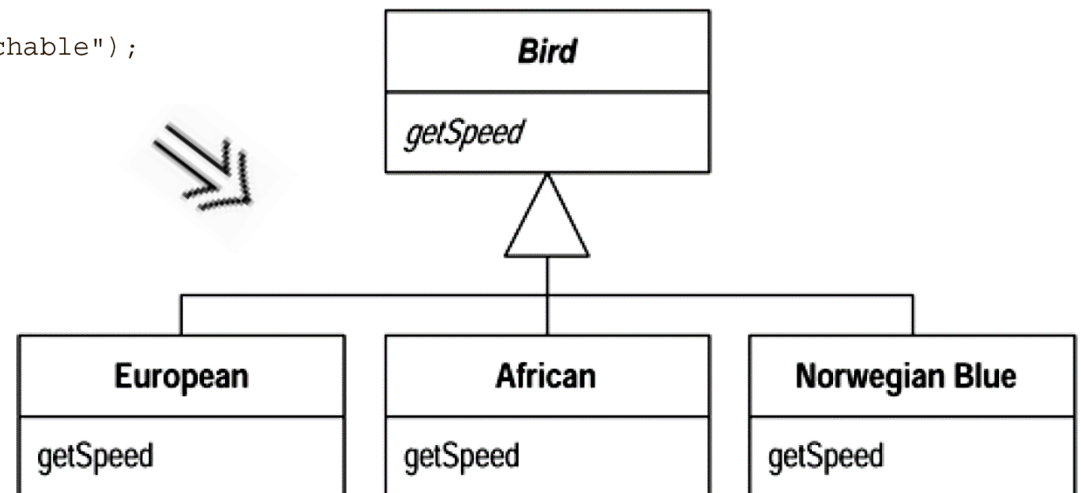 chable");
Bird
getSpeed
European
African
Norwegian Blue
getSpeed
getSpeed
getSpeed